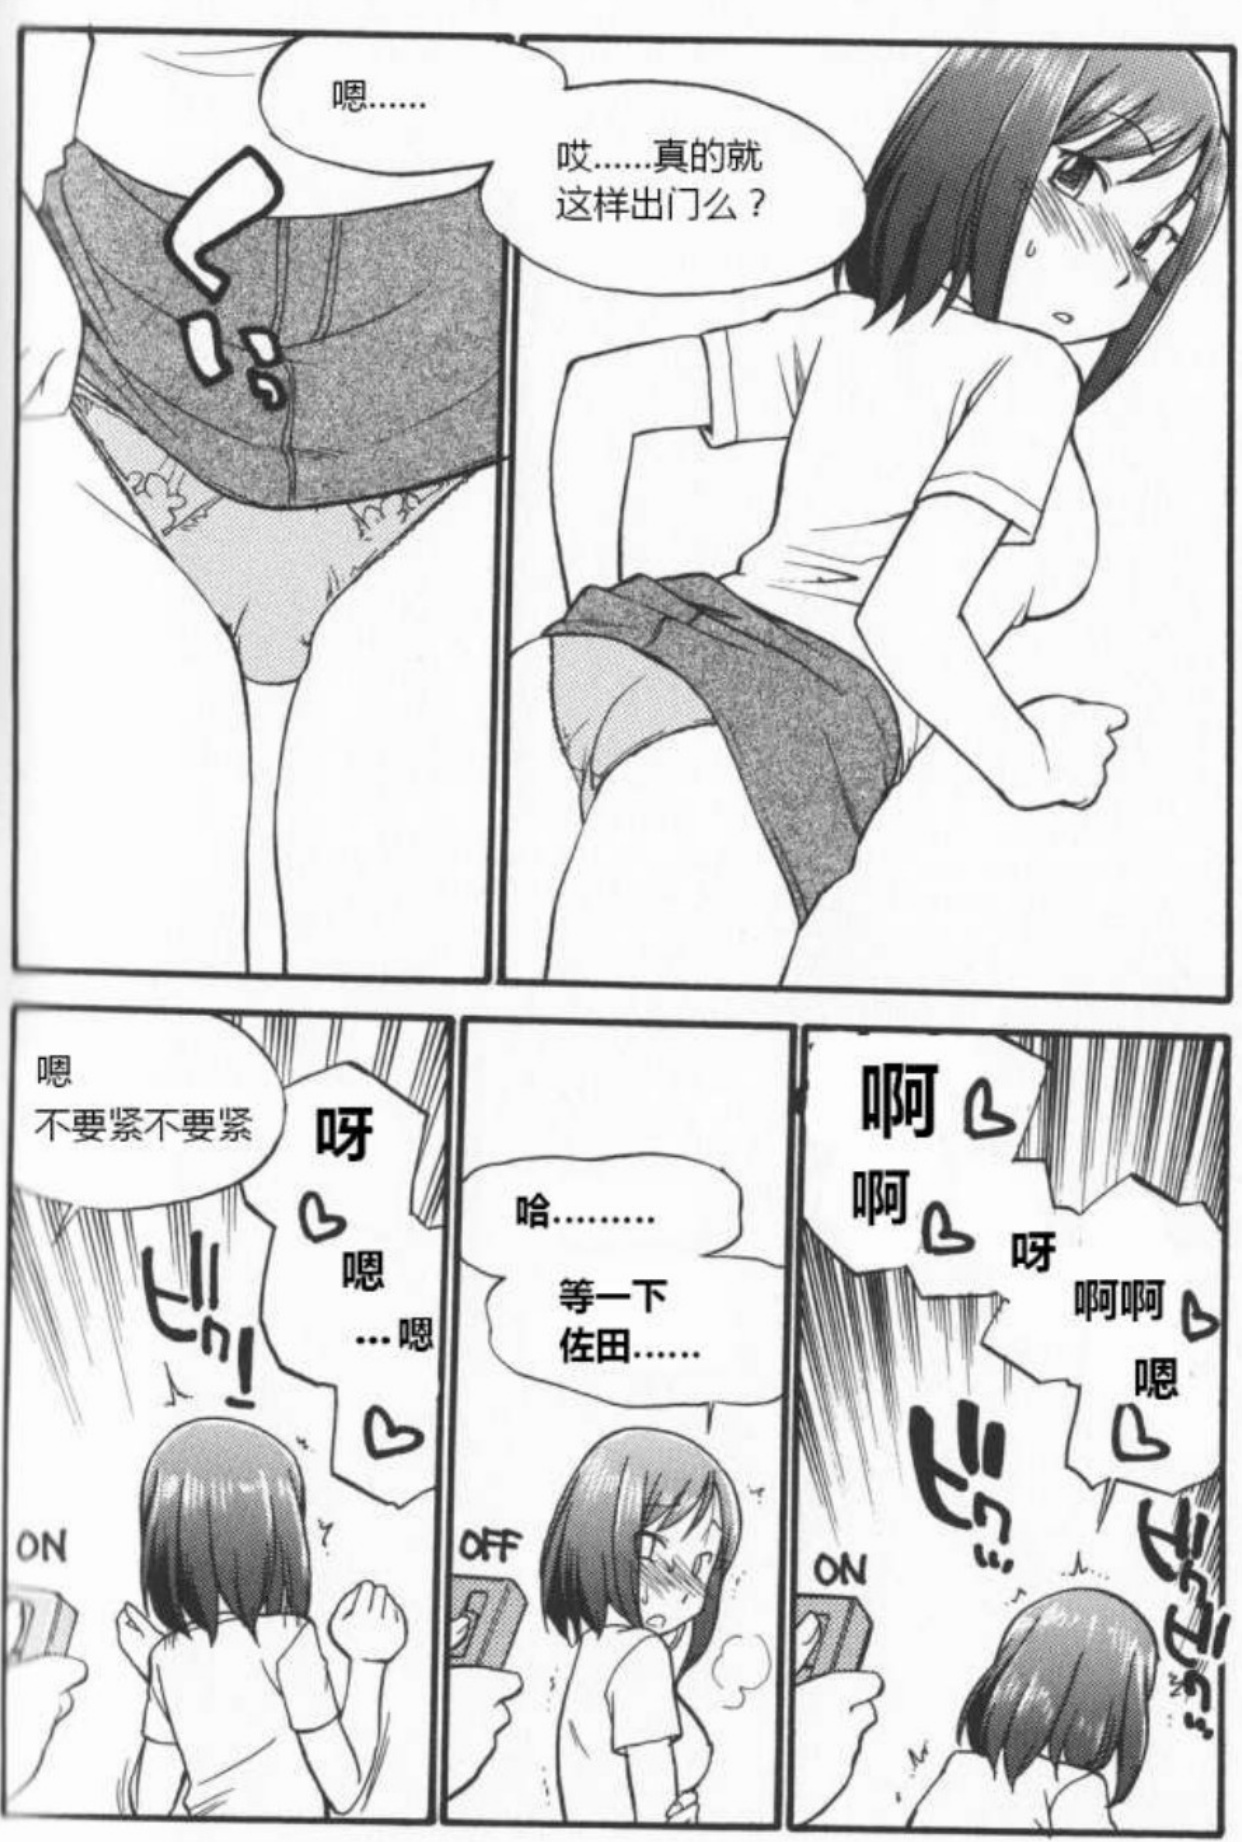 嗯……
哎……真的就
这样出门么？
嗯
不要紧不要紧
呀
嗯
…嗯
ON
哈………
等一下
佐田……
OFF
啊
啊
呀
啊啊
嗯
ON